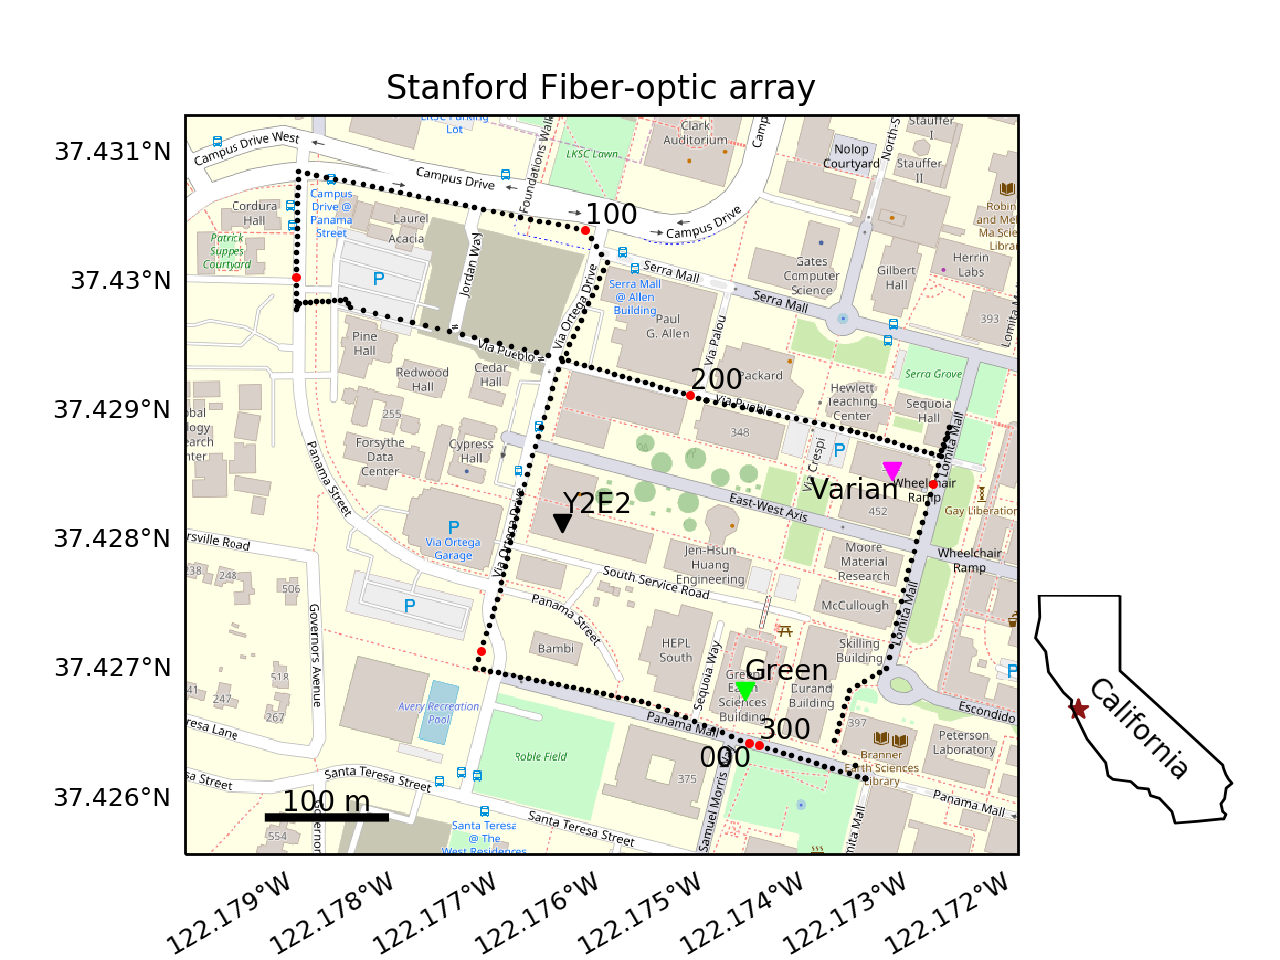 Stanford Fiber-optic array
37.431°N
37.43°N
37.429°N
37.428°N
37.427°N
37.426°N
122.179°W
122.178°W
122.177°W
122.176°W
122.175°W
122.174°W
122.173°W
122.172°W
Campus Drive West
Lot
Foundations Walk
LKSC Lawn
Clark
Auditorium
Nolop
Courtyard
Stauffer
I
Stauffer
II
Campus Drive
Cordura
Hall
Campus
Drive @
Panama
Street
Laurel
Acacia
100
Campus Drive
Patrick
Suppes
Courtyard
P
Jordan Way
Via Ortega Drive
Serra Mall
Serra Mall
@ Allen
Building
Gates
Computer
Science
Gilbert
Hall
Herrin
Labs
Serra Mall
393
Paul
G. Allen
Via Palou
Pine
Hall
Via Pueblo
Redwood
Hall
Cedar
Hall
200
Packard
Via Pueblo
Hewlett
Teaching
Center
Serra Grove
Sequoia
Hall
255
348
Forsythe
Data
Center
Cypress
Hall
Via Crespi
P
Lomita Mall
Panama Street
Varian
Wheelchair
Ramp
452
Gay Liberation
Y2E2
East-West Axis
P
Via Ortega
Garage
Jen-Hsun
Huang
Engineering
Moore
Material
Research
Wheelchair
Ramp
South Service Road
248
506
P
Panama Street
McCullough
Lomita Mall
Governors Avenue
518
Bambi
HEPL
South
Skilling
Building
Sequoia Way
Green
Sciences
Building
Durand
Building
P
247
267
Avery Recreation
Pool
Panama Mall
000
300
397
Escondido
Branner
Earth Sciences
Library
Peterson
Laboratory
Roble Field
375
Samuel Morris Way
Santa Teresa Street
100 m
Panama Mall
554
Santa Teresa
@ The
West Residences
Santa Teresa Street
California